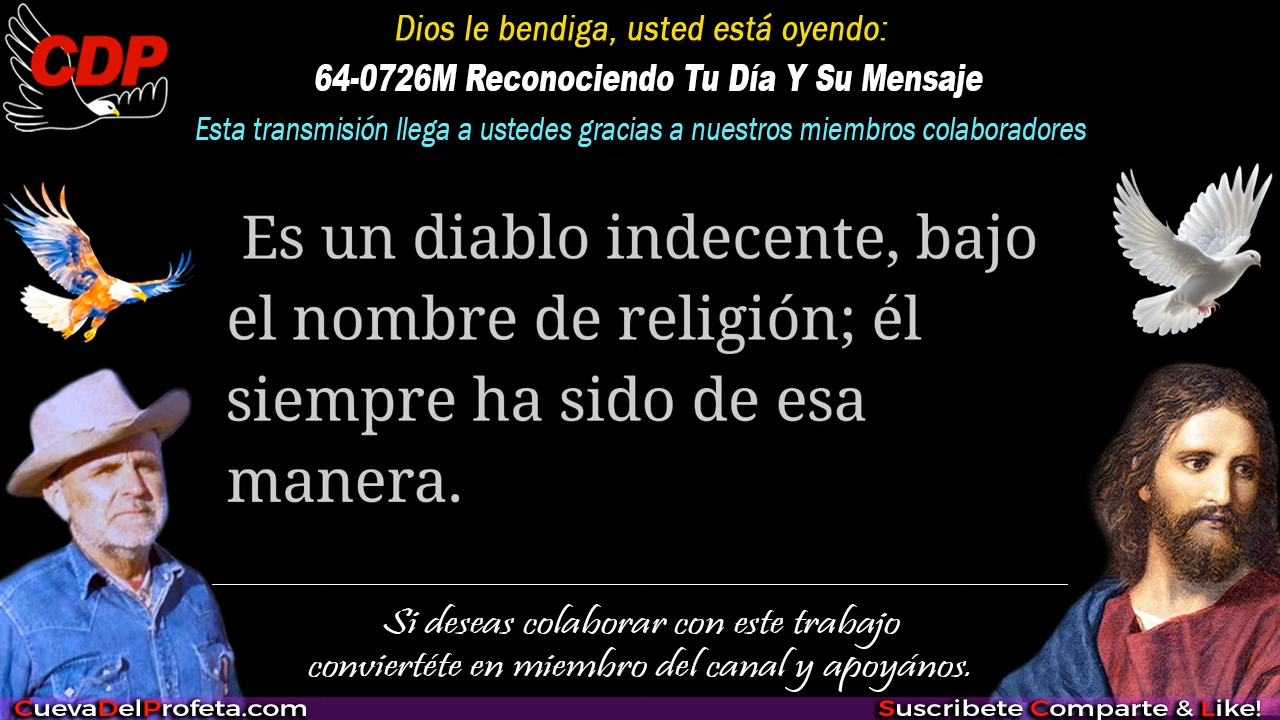 CDP
Dios le bendiga, usted está oyendo:
64-0726M Reconociendo Tu Día Y Su Mensaje
Esta transmisión llega a ustedes gracias a nuestros miembros colaboradores
Es un diablo indecente, bajo
el nombre de religión; él
siempre ha sido de esa
manera.
Si deseas colaborar con este trabajo
conviertéte en miembro del canal y apoyános.
CuevaDelProfeta.com
Suscribete Comparte & Like!